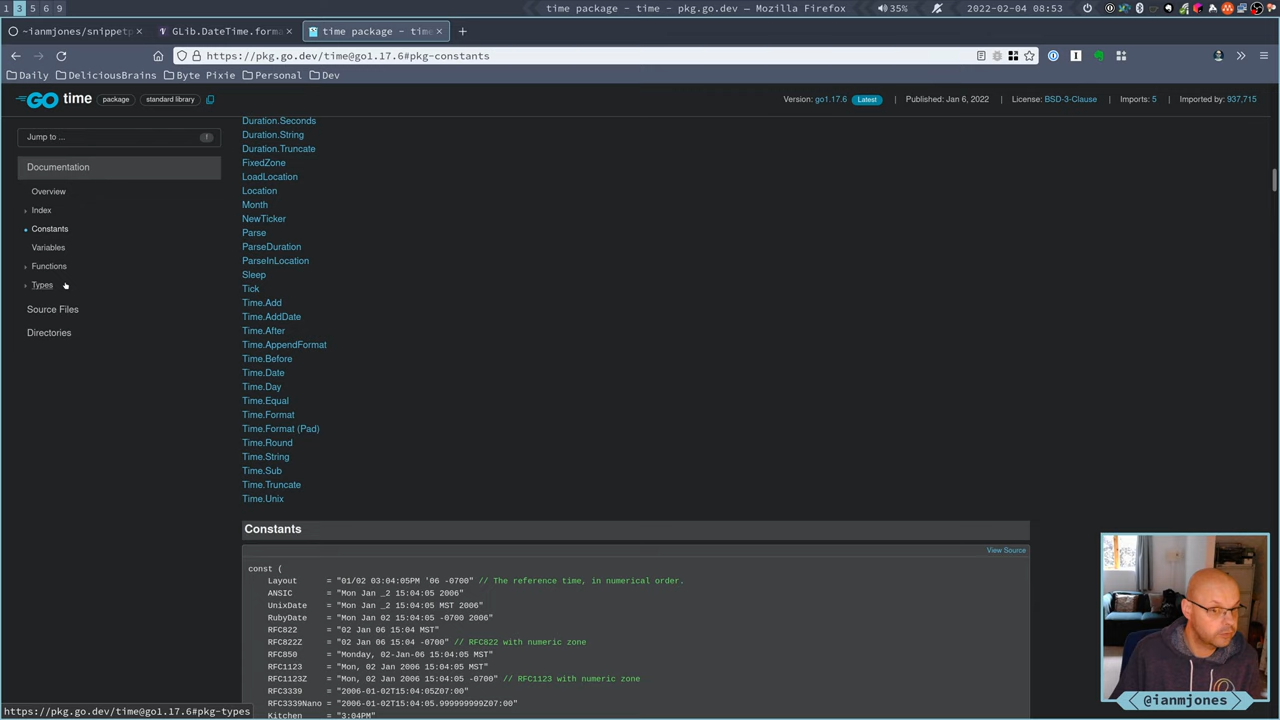 1 3 5 6 9
time package - time - pkg.go.dev — Mozilla Firefox
35%
2022-02-04 08:53
~ianmjones/snippetp
GLib.DateTime.forma
time package - time
https://pkg.go.dev/time@go1.17.6#pkg-constants
Daily
DeliciousBrains
Byte Pixie
Personal
Dev
GO time package standard library
Version: go1.17.6 Latest | Published: Jan 6, 2022 | License: BSD-3-Clause | Imports: 5 | Imported by: 937,715
Jump to ...
Documentation
Overview
Index
Constants
Variables
Functions
Types
Source Files
Directories
Duration.Seconds
Duration.String
Duration.Truncate
FixedZone
LoadLocation
Location
Month
NewTicker
Parse
ParseDuration
ParseInLocation
Sleep
Tick
Time.Add
Time.AddDate
Time.After
Time.AppendFormat
Time.Before
Time.Date
Time.Day
Time.Equal
Time.Format
Time.Format (Pad)
Time.Round
Time.String
Time.Sub
Time.Truncate
Time.Unix
Constants
View Source
const (
Layout = "01/02 03:04:05PM '06 -0700" // The reference time, in numerical order.
ANSIC = "Mon Jan _2 15:04:05 2006"
UnixDate = "Mon Jan _2 15:04:05 MST 2006"
RubyDate = "Mon Jan 02 15:04:05 -0700 2006"
RFC822 = "02 Jan 06 15:04 MST"
RFC822Z = "02 Jan 06 15:04 -0700" // RFC822 with numeric zone
RFC850 = "Monday, 02-Jan-06 15:04:05 MST"
RFC1123 = "Mon, 02 Jan 2006 15:04:05 MST"
RFC1123Z = "Mon, 02 Jan 2006 15:04:05 -0700" // RFC1123 with numeric zone
RFC3339 = "2006-01-02T15:04:05Z07:00"
RFC3339Nano = "2006-01-02T15:04:05.999999999Z07:00"
Kitchen = "3:04PM"
https://pkg.go.dev/time@go1.17.6#pkg-types
@ianmjones